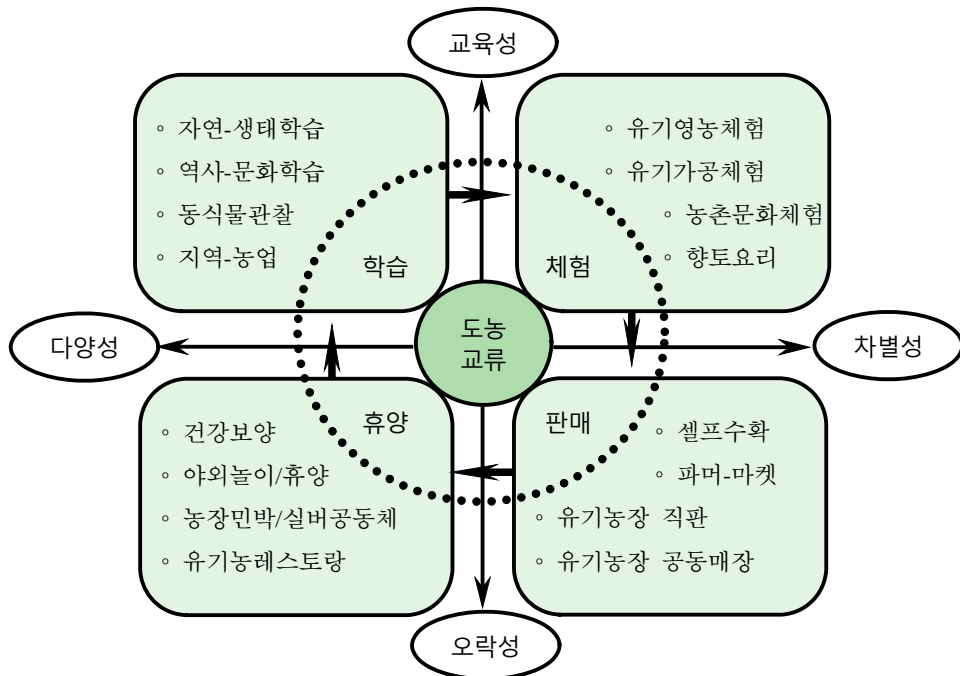 교육성
◦ 자연-생태학습
◦ 역사-문화학습
◦ 동식물관찰
◦ 지역-농업
학습
◦ 유기영농체험
◦ 유기가공체험
◦ 농촌문화체험
◦ 향토요리
체험
다양성
도농
교류
차별성
휴양
◦ 건강보양
◦ 야외놀이/휴양
◦ 농장민박/실버공동체
◦ 유기농레스토랑
판매
◦ 셀프수확
◦ 파머-마켓
◦ 유기농장 직판
◦ 유기농장 공동매장
오락성